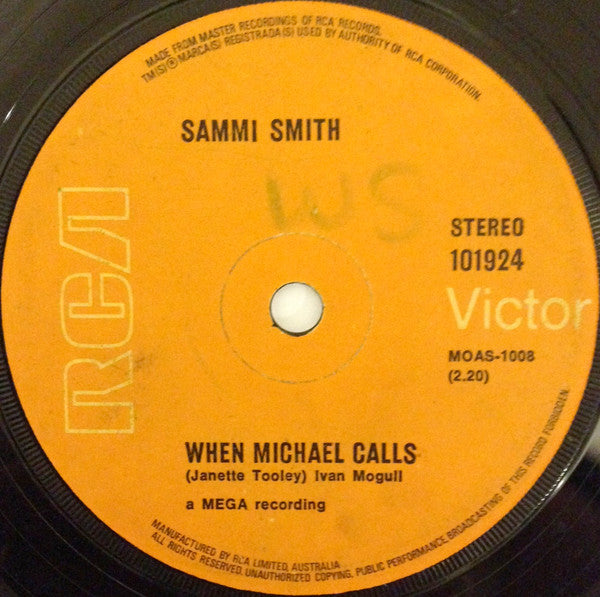 MADE FROM MASTER RECORDINGS OF RCA RECORDS.
TM(S) ® MARCA(S) REGISTRADA(S) USED BY AUTHORITY OF RCA CORPORATION.
SAMMI SMITH
WS
STEREO
101924
RCA
Victor
MOAS-1008
(2.20)
WHEN MICHAEL CALLS
(Janette Tooley) Ivan Mogull
a MEGA recording
MANUFACTURED BY RCA LIMITED, AUSTRALIA
ALL RIGHTS RESERVED. UNAUTHORIZED COPYING, PUBLIC PERFORMANCE BROADCASTING OF THIS RECORD FORBIDDEN.